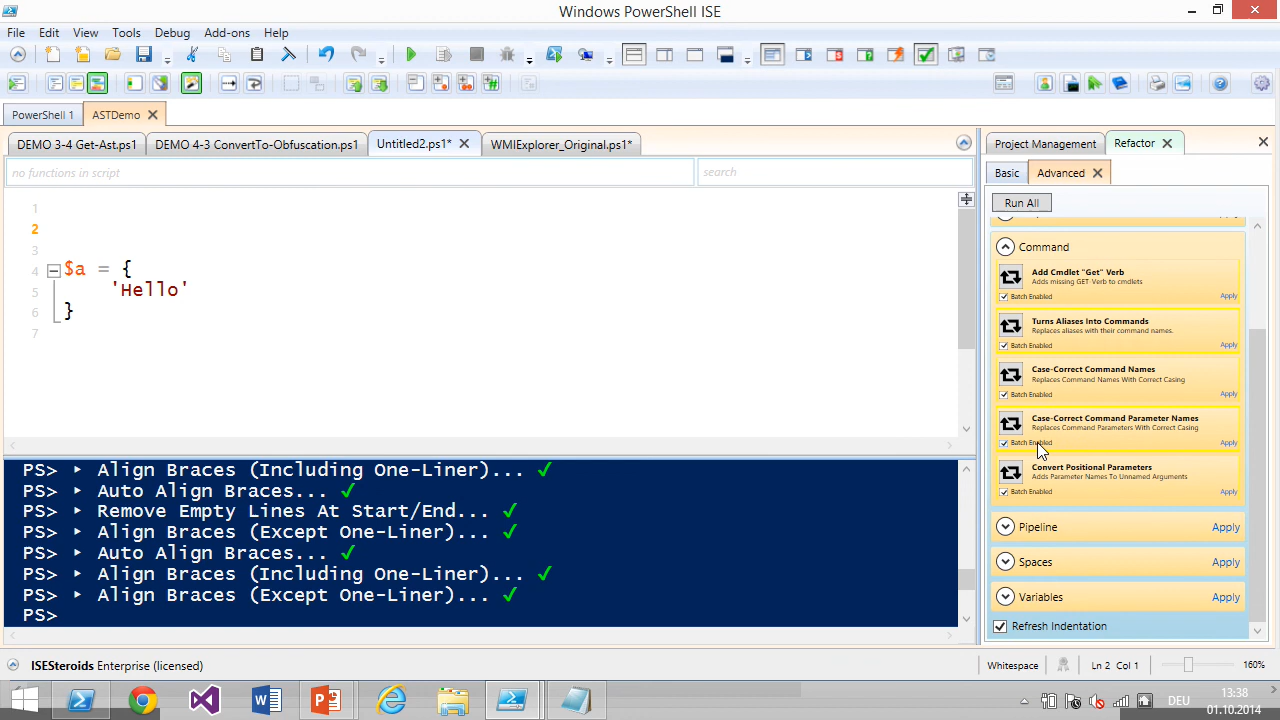 Windows PowerShell ISE
File Edit View Tools Debug Add-ons Help
PowerShell 1 ASTDemo
DEMO 3-4 Get-Ast.ps1 DEMO 4-3 ConvertTo-Obfuscation.ps1 Untitled2.ps1* WMIExplorer_Original.ps1*
no functions in script search
1
2
3
4 $a = {
5 'Hello'
6 }
7
PS> ‣ Align Braces (Including One-Liner)... ✓
PS> ‣ Auto Align Braces... ✓
PS> ‣ Remove Empty Lines At Start/End... ✓
PS> ‣ Align Braces (Except One-Liner)... ✓
PS> ‣ Auto Align Braces... ✓
PS> ‣ Align Braces (Including One-Liner)... ✓
PS> ‣ Align Braces (Except One-Liner)... ✓
PS>
Project Management Refactor
Basic Advanced
Run All
Command
Add Cmdlet "Get" Verb
Adds missing GET-Verb to cmdlets
Batch Enabled Apply
Turns Aliases Into Commands
Replaces aliases with their command names.
Batch Enabled Apply
Case-Correct Command Names
Replaces Command Names With Correct Casing
Batch Enabled Apply
Case-Correct Command Parameter Names
Replaces Command Parameters With Correct Casing
Batch Enabled Apply
Convert Positional Parameters
Adds Parameter Names To Unnamed Arguments
Batch Enabled Apply
Pipeline Apply
Spaces Apply
Variables Apply
Refresh Indentation
ISESteroids Enterprise (licensed) Whitespace Ln 2 Col 1 160%
DEU 13:38
01.10.2014